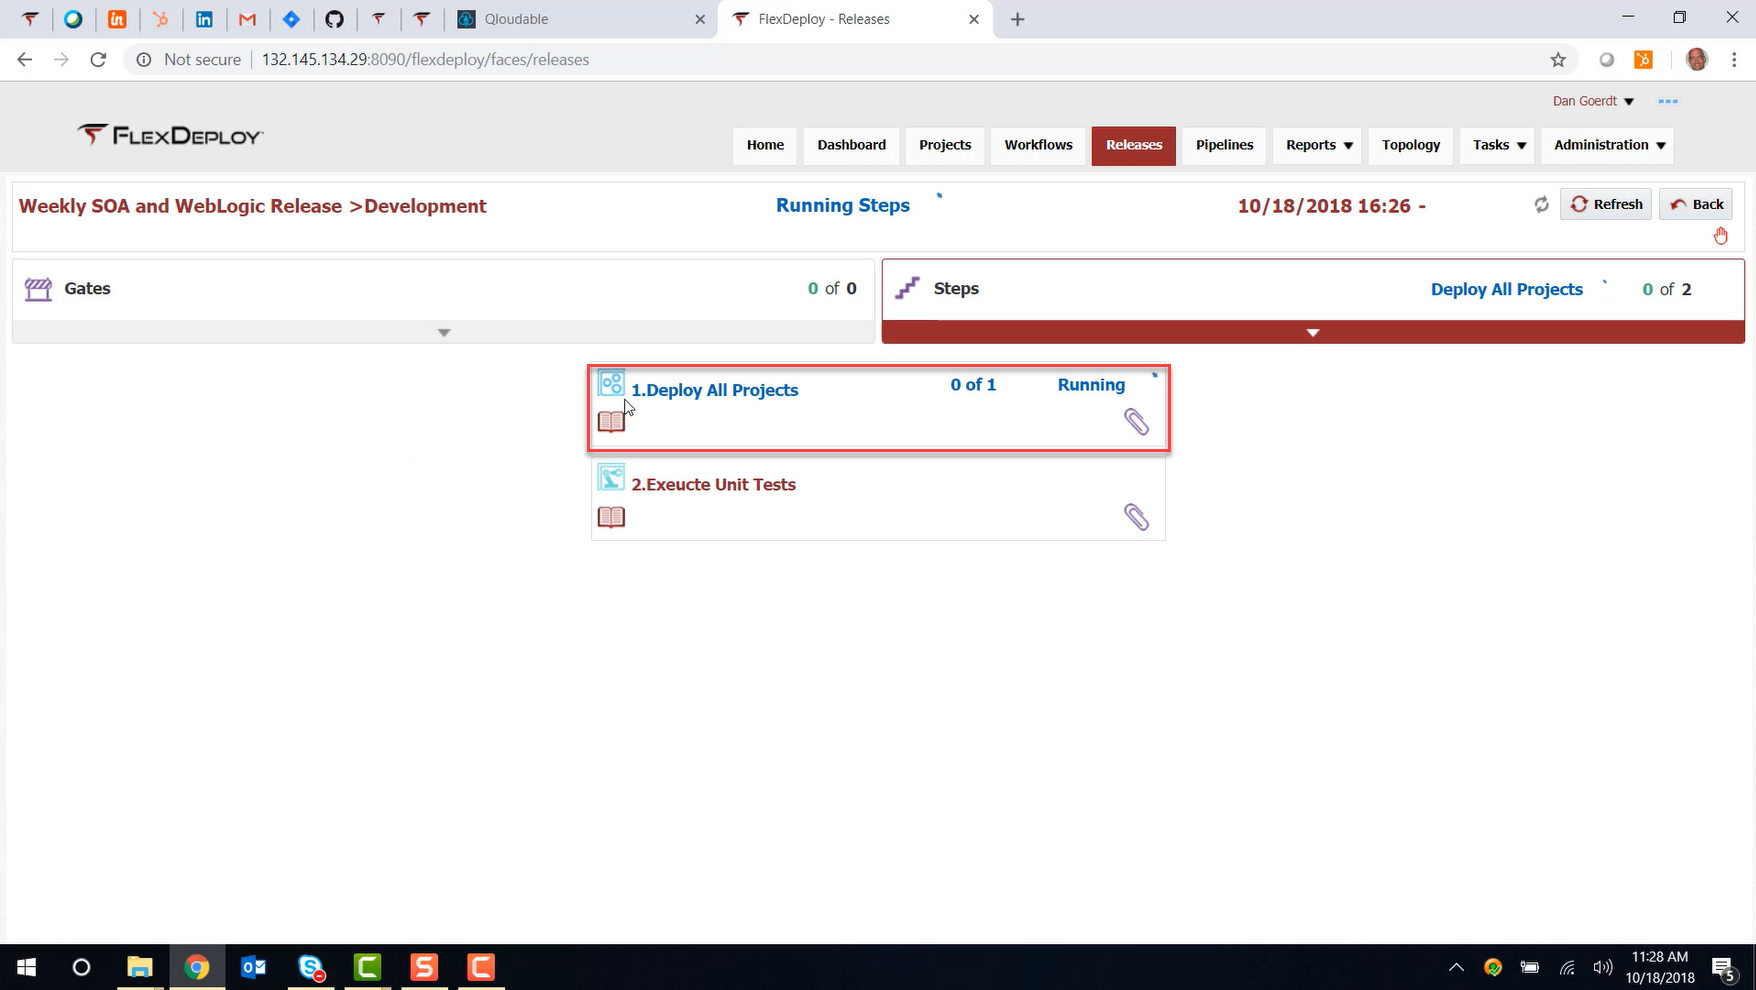 Qloudable
FlexDeploy - Releases
Not secure 132.145.134.29:8090/flexdeploy/faces/releases
Dan Goerdt
FLEXDEPLOY
Home Dashboard Projects Workflows Releases Pipelines Reports Topology Tasks Administration
Weekly SOA and WebLogic Release >Development Running Steps 10/18/2018 16:26 - Refresh Back
Gates 0 of 0
Steps Deploy All Projects 0 of 2
1.Deploy All Projects 0 of 1 Running
2.Exeucte Unit Tests
11:28 AM
10/18/2018
5